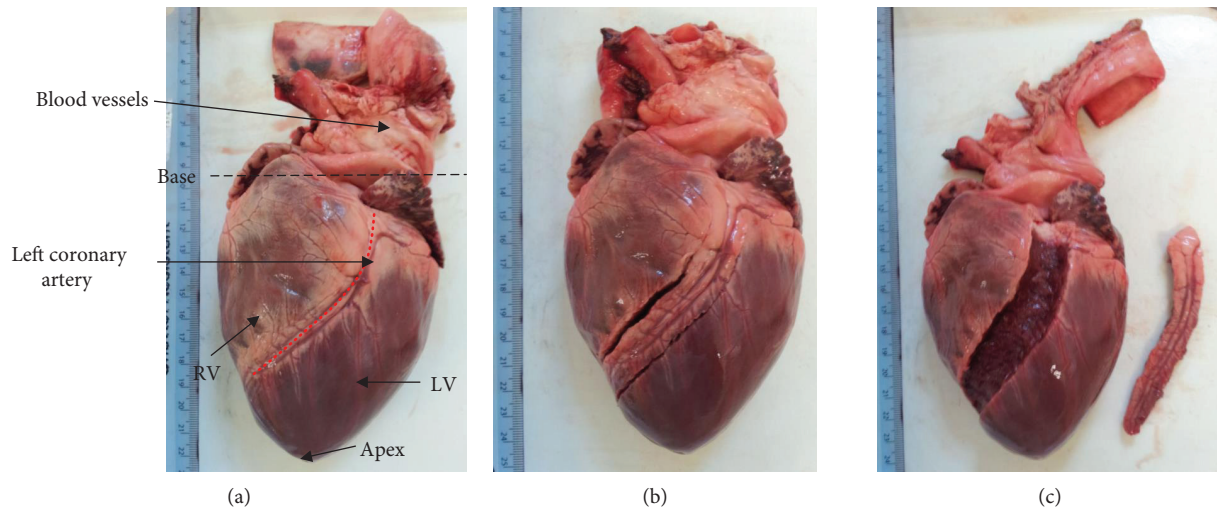 Blood vessels
Base
Left coronary
artery
RV
LV
Apex
(a)
(b)
(c)